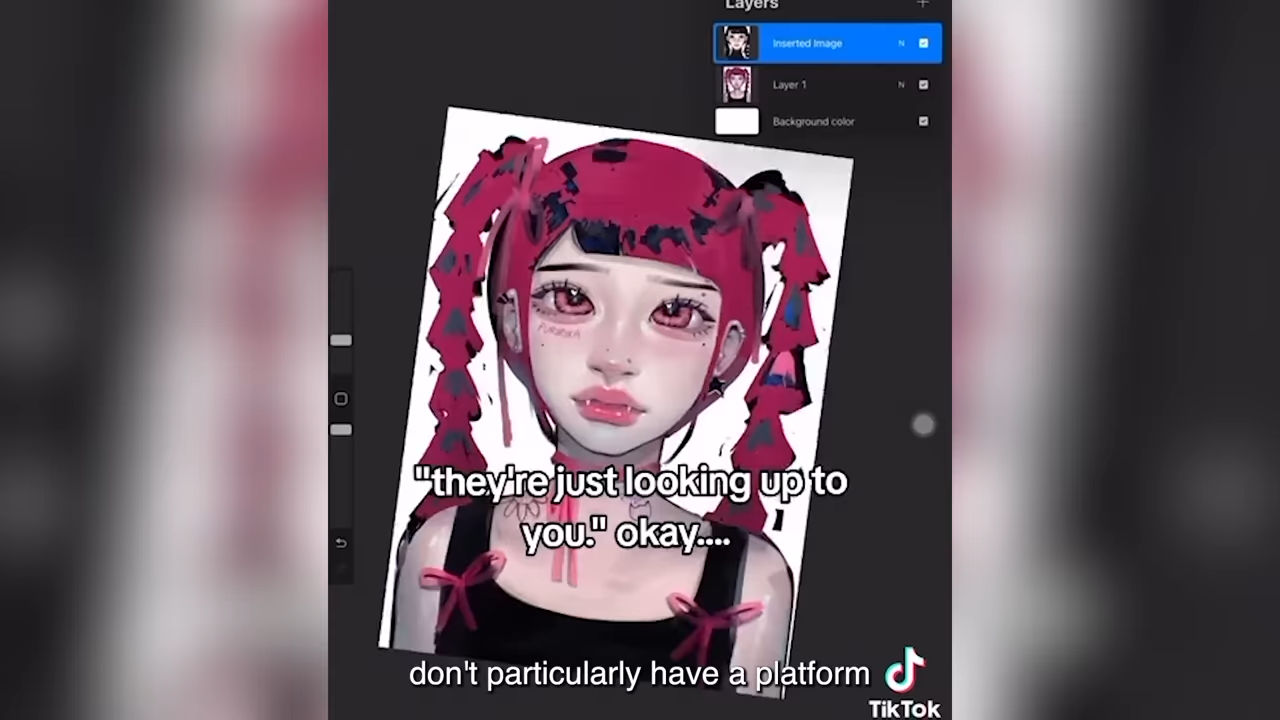 Layers
Inserted Image
N
Layer 1
N
Background color
"they're just looking up to
you." okay....
don't particularly have a platform
TikTok